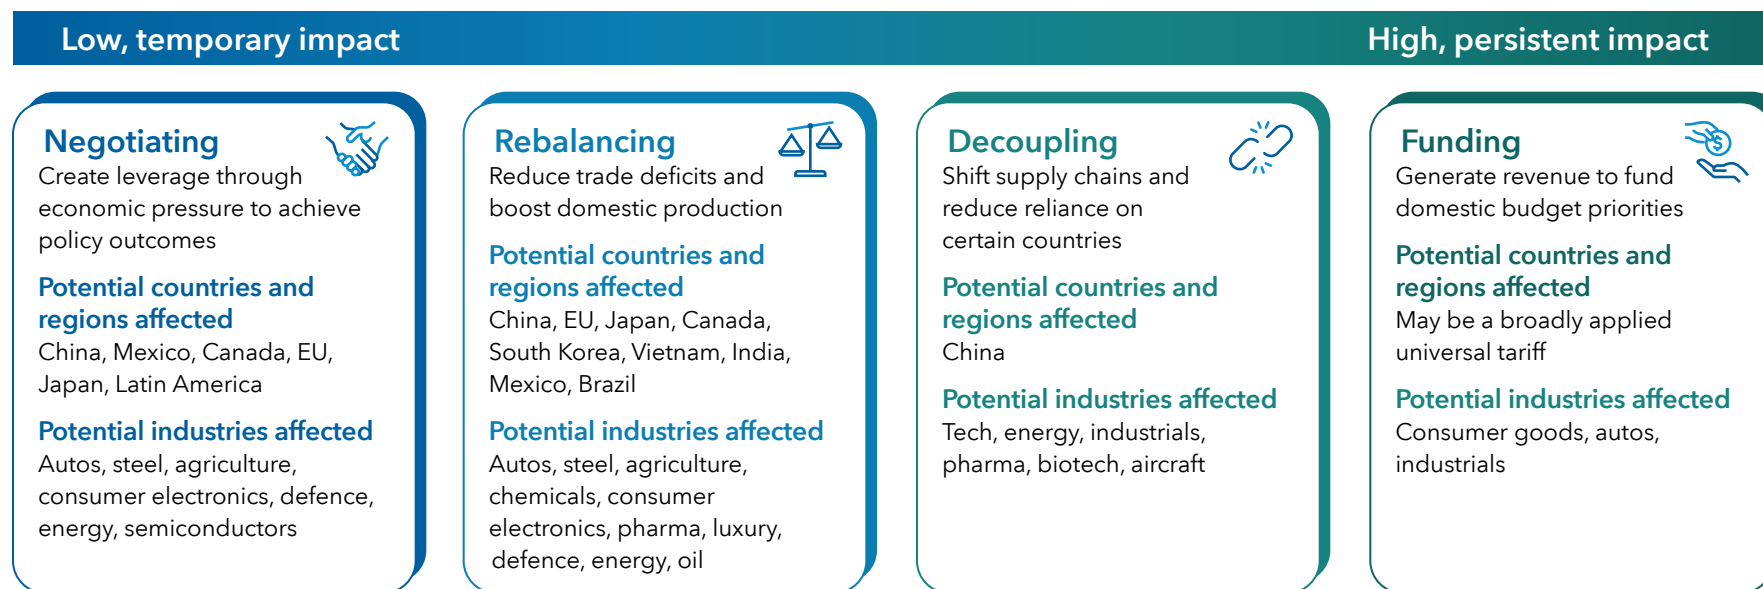 Low, temporary impact
High, persistent impact
Negotiating
Create leverage through
economic pressure to achieve
policy outcomes
Potential countries and
regions affected
China, Mexico, Canada, EU,
Japan, Latin America
Potential industries affected
Autos, steel, agriculture,
consumer electronics, defence,
energy, semiconductors
Rebalancing
Reduce trade deficits and
boost domestic production
Potential countries and
regions affected
China, EU, Japan, Canada,
South Korea, Vietnam, India,
Mexico, Brazil
Potential industries affected
Autos, steel, agriculture,
chemicals, consumer
electronics, pharma, luxury,
defence, energy, oil
Decoupling
Shift supply chains and
reduce reliance on
certain countries
Potential countries and
regions affected
China
Potential industries affected
Tech, energy, industrials,
pharma, biotech, aircraft
Funding
$
Generate revenue to fund
domestic budget priorities
Potential countries and
regions affected
May be a broadly applied
universal tariff
Potential industries affected
Consumer goods, autos,
industrials